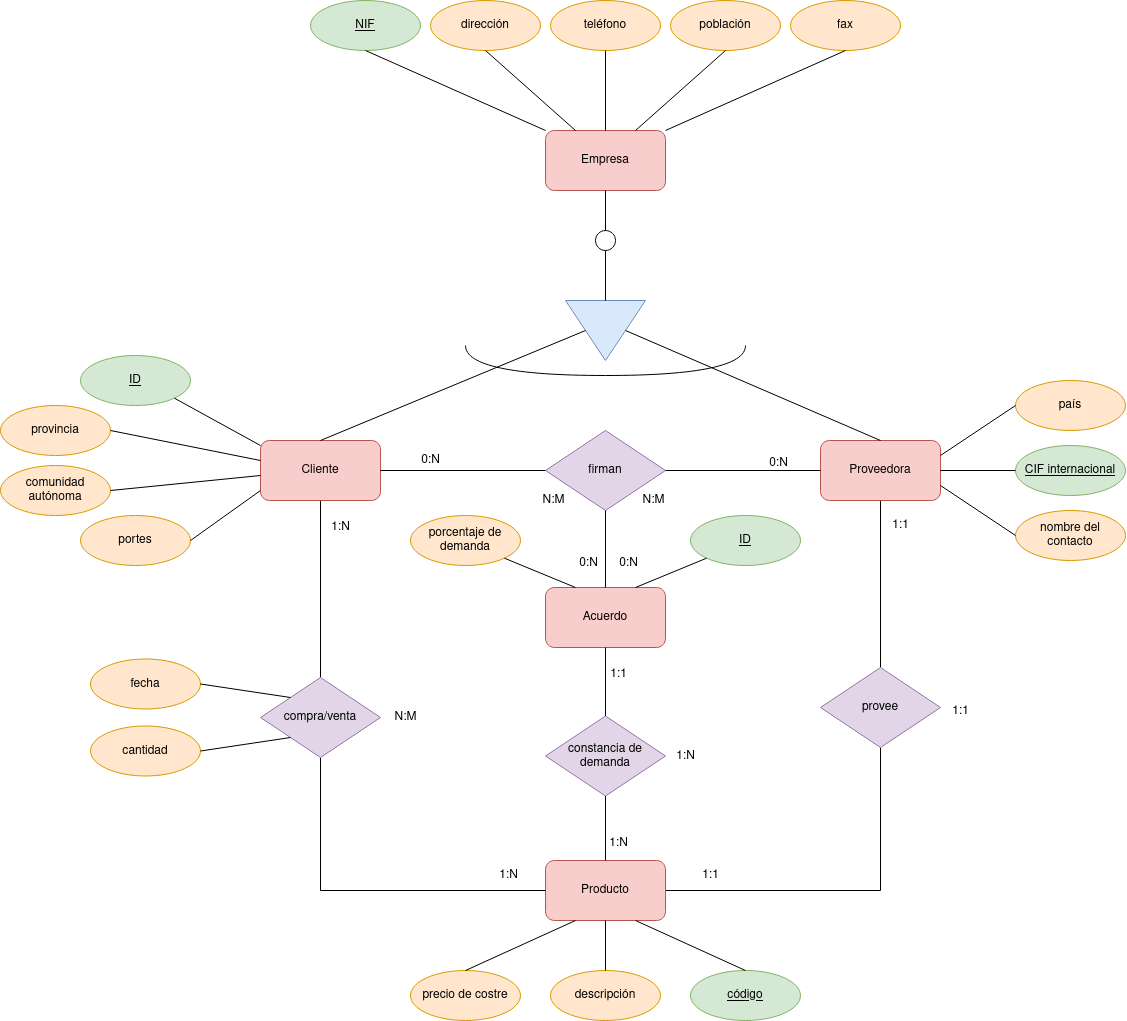 NIF
dirección
teléfono
población
fax
Empresa
ID
provincia
comunidad
autónoma
portes
Cliente
0:N
firman
0:N
Proveedora
país
CIF internacional
nombre del
contacto
N:M
N:M
1:N
1:1
porcentaje de
demanda
ID
0:N
0:N
Acuerdo
1:1
fecha
cantidad
compra/venta
N:M
constancia de
demanda
1:N
provee
1:1
1:N
1:N
Producto
1:1
precio de costre
descripción
código